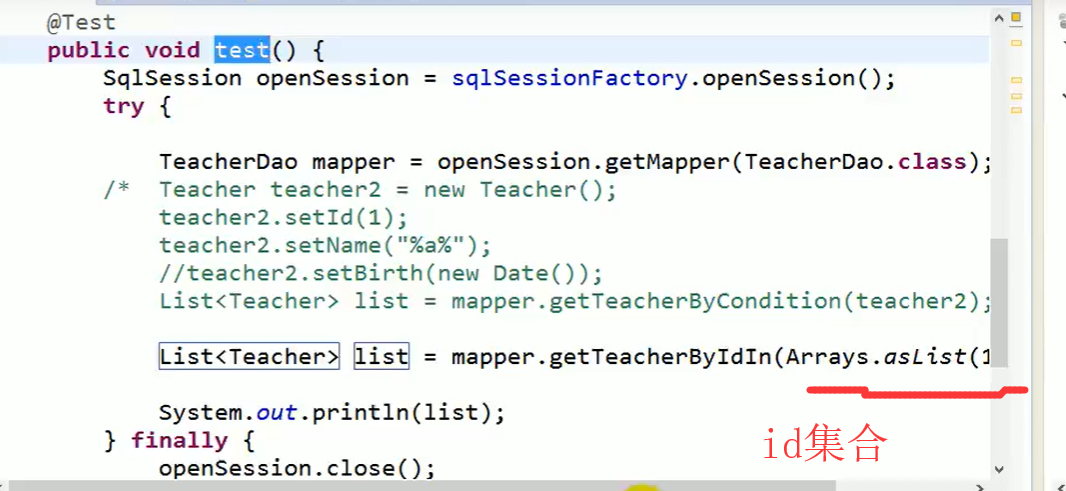 @Test
public void test() {
SqlSession openSession = sqlSessionFactory.openSession();
try {
TeacherDao mapper = openSession.getMapper(TeacherDao.class);
/* Teacher teacher2 = new Teacher();
teacher2.setId(1);
teacher2.setName("%a%");
//teacher2.setBirth(new Date());
List<Teacher> list = mapper.getTeacherByCondition(teacher2);
List<Teacher> list = mapper.getTeacherByIdIn(Arrays.asList(1
System.out.println(list);
} finally {
id集合
openSession.close();